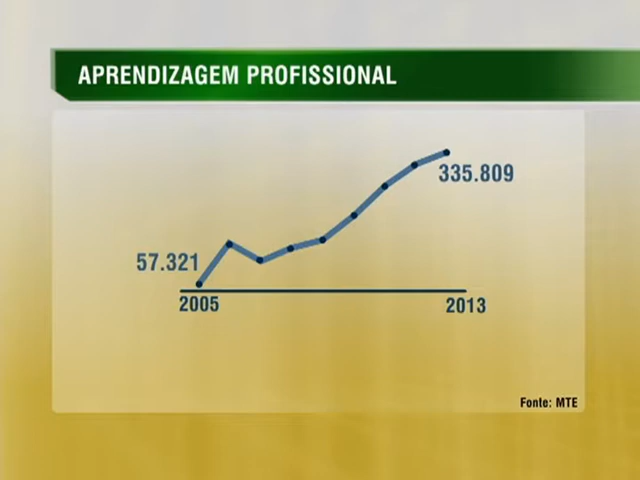 APRENDIZAGEM PROFISSIONAL
335.809
57.321
2005
2013
Fonte: MTE